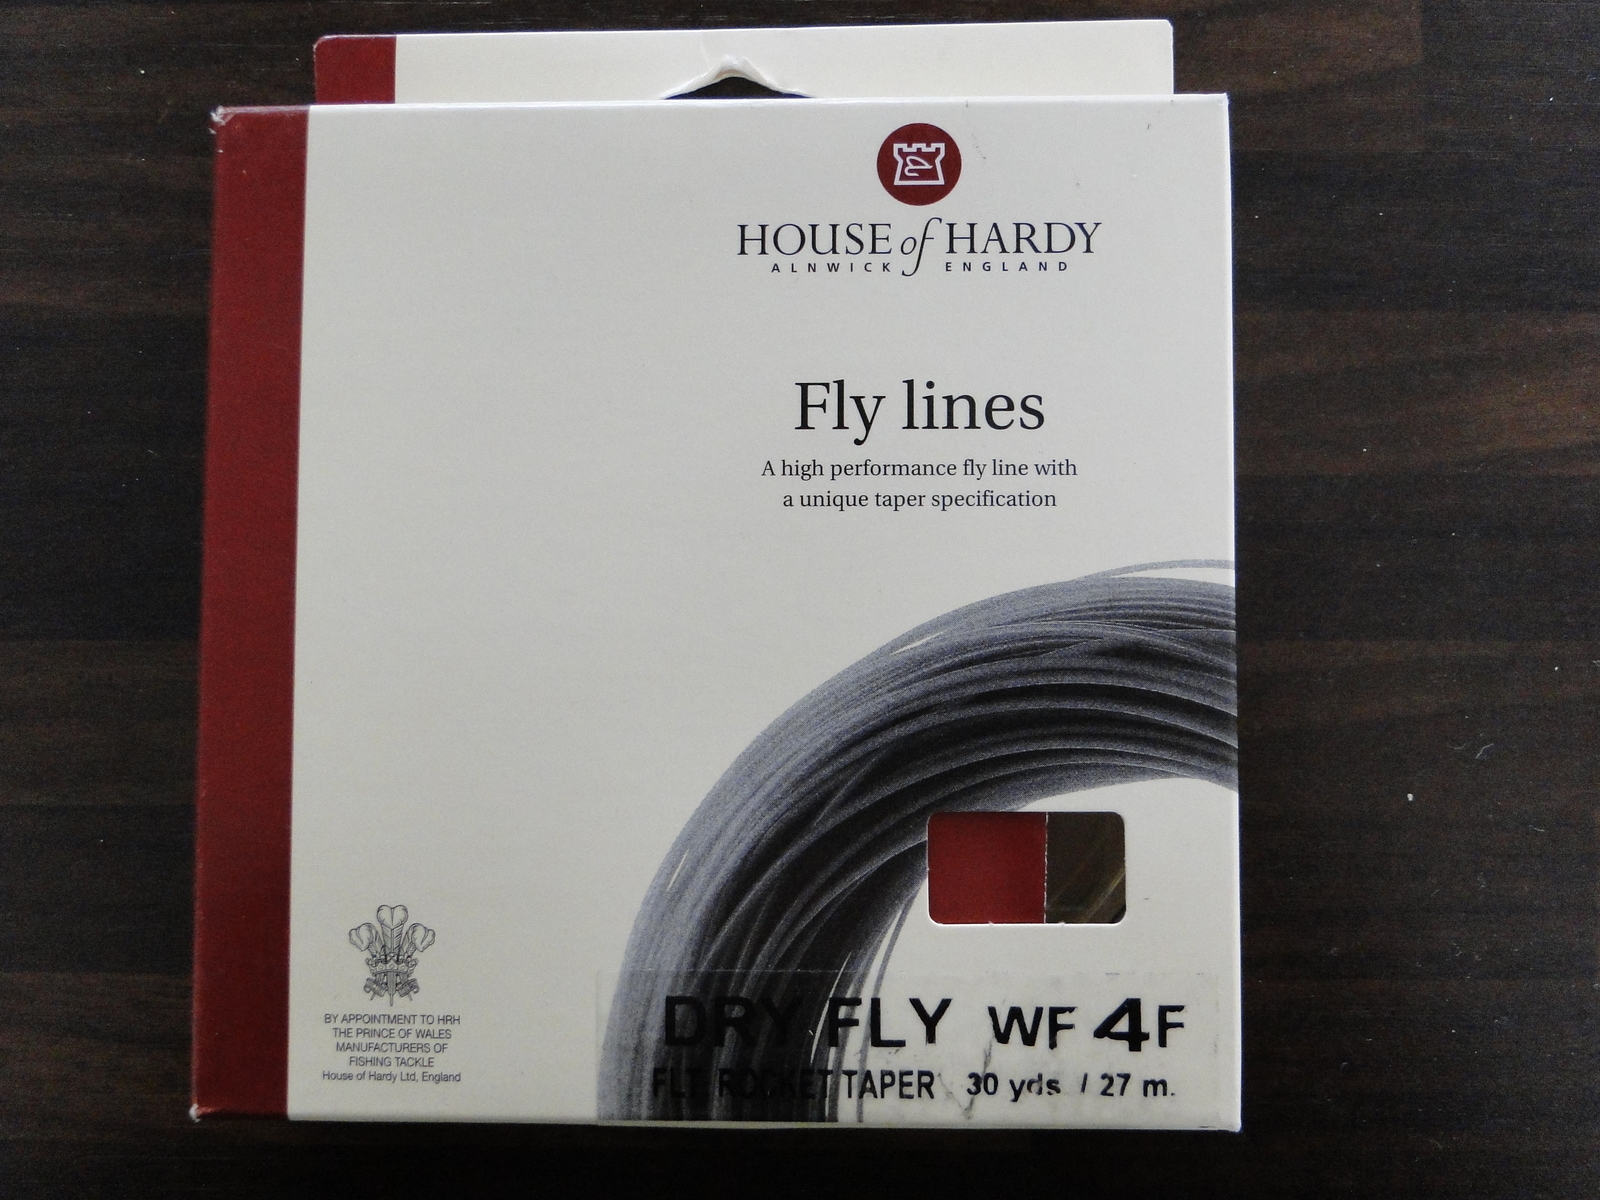 HOUSE of HARDY
ALNWICK ENGLAND
Fly lines
A high performance fly line with
a unique taper specification
BY APPOINTMENT TO HRH
THE PRINCE OF WALES
MANUFACTURERS OF
FISHING TACKLE
House of Hardy Ltd, England
DRY FLY WF 4F
FLT ROCKET TAPER 30 yds / 27 m.